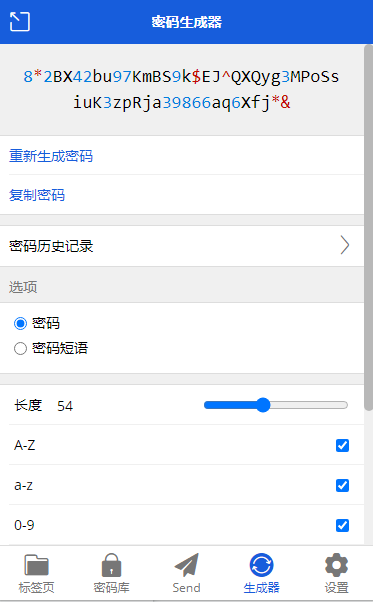 密码生成器
8*2BX42bu97KmBS9k$EJ^QXQyg3MPoSs
iuK3zpRja39866aq6Xfj*&
重新生成密码
复制密码
密码历史记录
选项
密码
密码短语
长度 54
A-Z
a-z
0-9
标签页 密码库 Send 生成器 设置